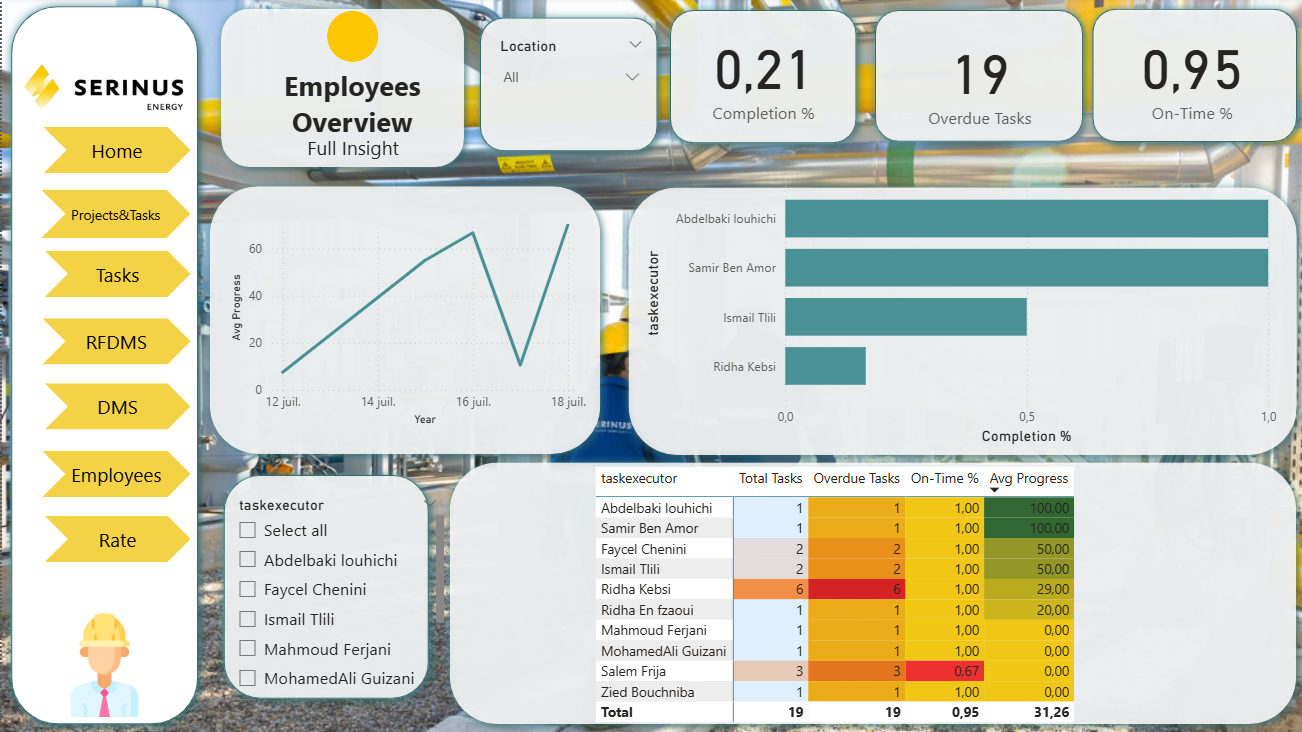 SERINUS
ENERGY
Home
Projects&Tasks
Tasks
RFDMS
DMS
Employees
Rate
Employees
Overview
Full Insight
Location
All
0,21
Completion %
19
Overdue Tasks
0,95
On-Time %
Avg Progress
60
40
20
0
12 juil.
14 juil.
16 juil.
18 juil.
Year
taskexecutor
Abdelbaki louhichi
Samir Ben Amor
Ismail Tlili
Ridha Kebsi
0,0
0,5
1,0
Completion %
taskexecutor
Select all
Abdelbaki louhichi
Faycel Chenini
Ismail Tlili
Mahmoud Ferjani
MohamedAli Guizani
taskexecutor Total Tasks Overdue Tasks On-Time % Avg Progress
Abdelbaki louhichi 1 1 1,00 100,00
Samir Ben Amor 1 1 1,00 100,00
Faycel Chenini 2 2 1,00 50,00
Ismail Tlili 2 2 1,00 50,00
Ridha Kebsi 6 6 1,00 29,00
Ridha En fzaoui 1 1 1,00 20,00
Mahmoud Ferjani 1 1 1,00 0,00
MohamedAli Guizani 1 1 1,00 0,00
Salem Frija 3 3 0,67 0,00
Zied Bouchniba 1 1 1,00 0,00
Total 19 19 0,95 31,26